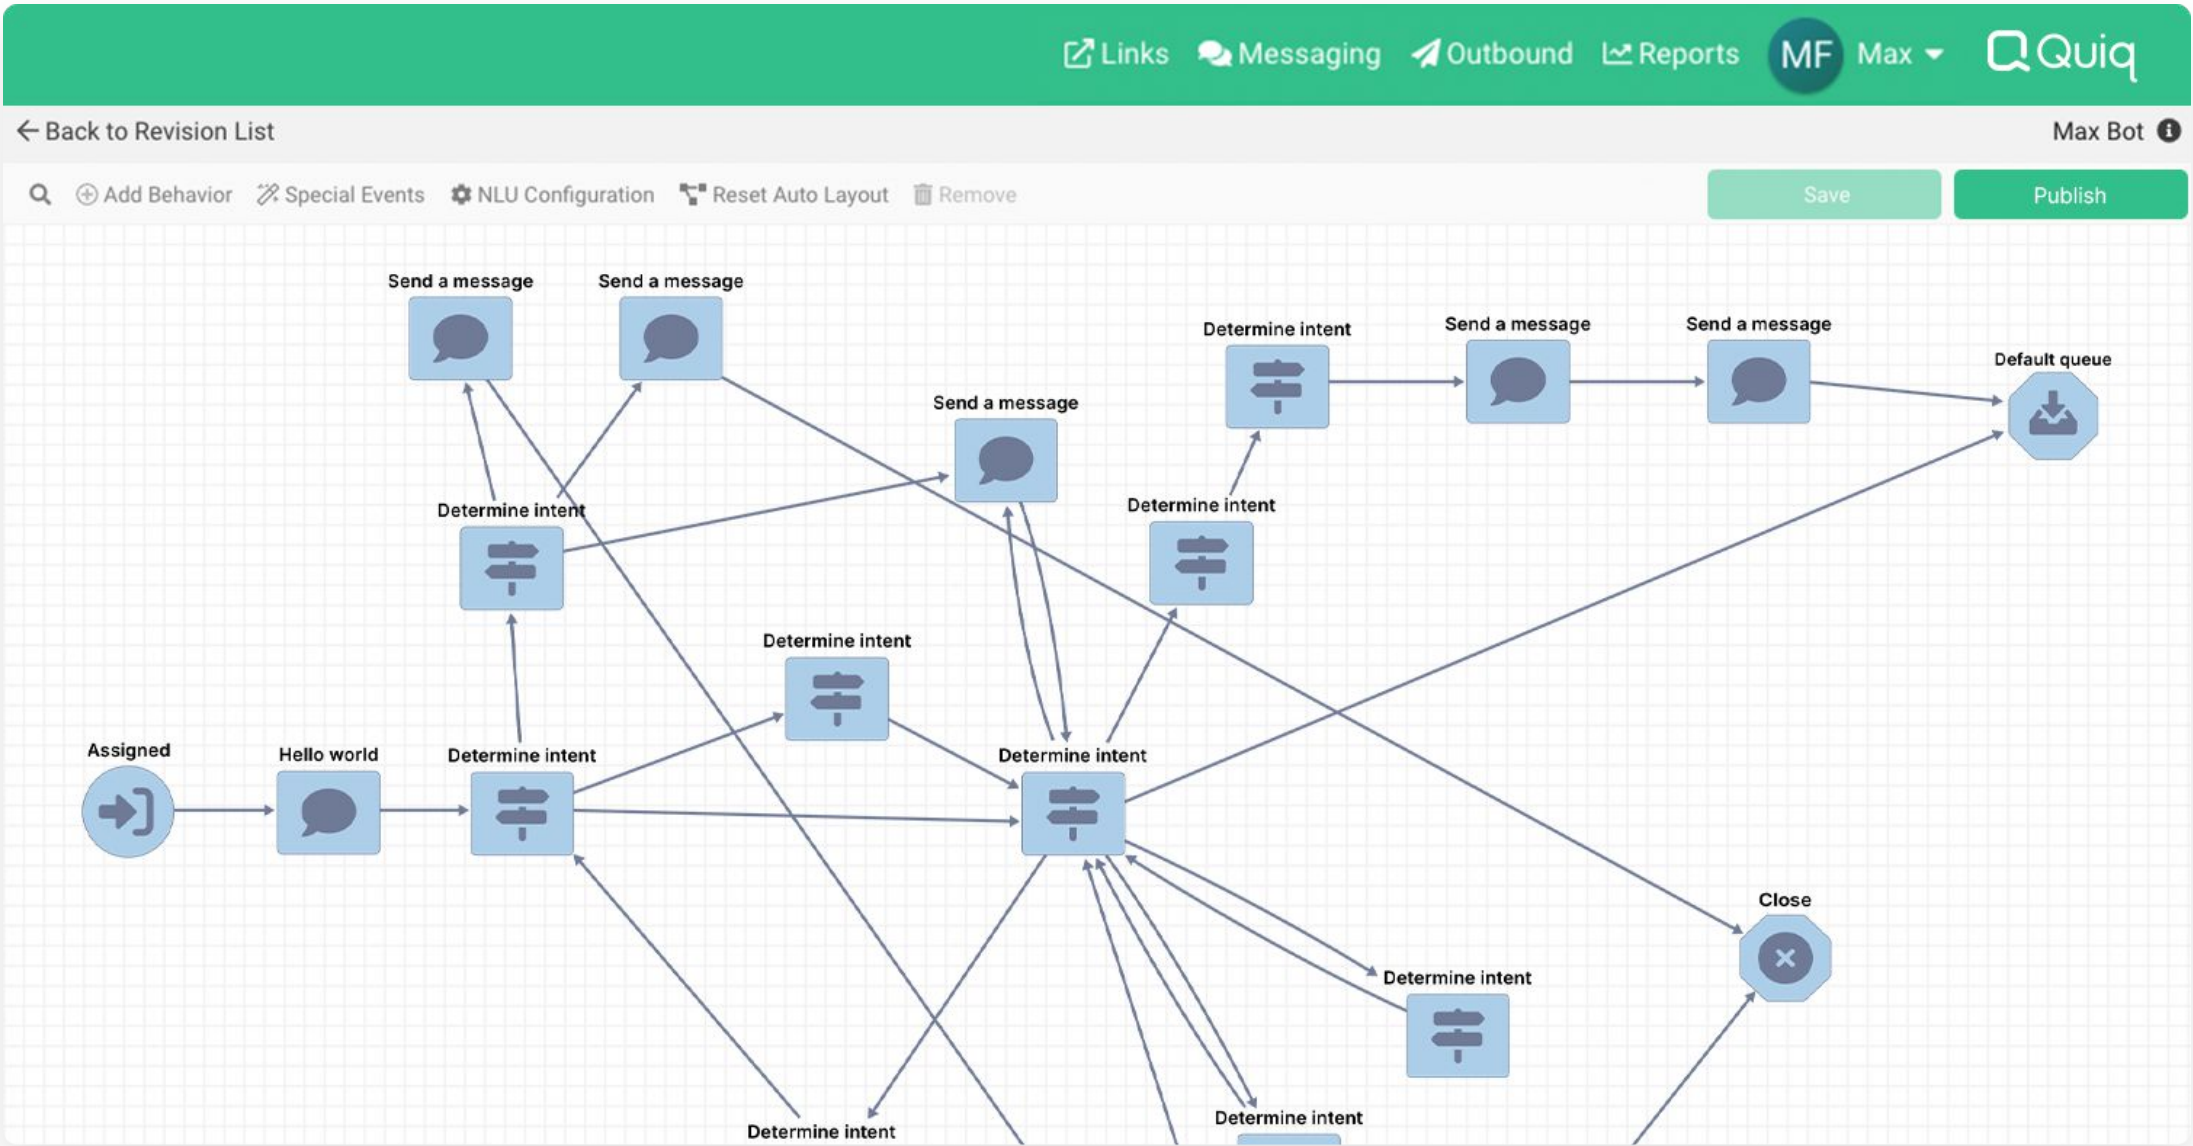 Links Messaging Outbound Reports MF Max Quiq
Back to Revision List Max Bot
Add Behavior Special Events NLU Configuration Reset Auto Layout Remove Save Publish
Send a message Send a message
Determine intent Send a message Send a message
Default queue
Send a message
Determine intent Determine intent
Determine intent
Assigned Hello world Determine intent Determine intent
Close
Determine intent
Determine intent
Determine intent